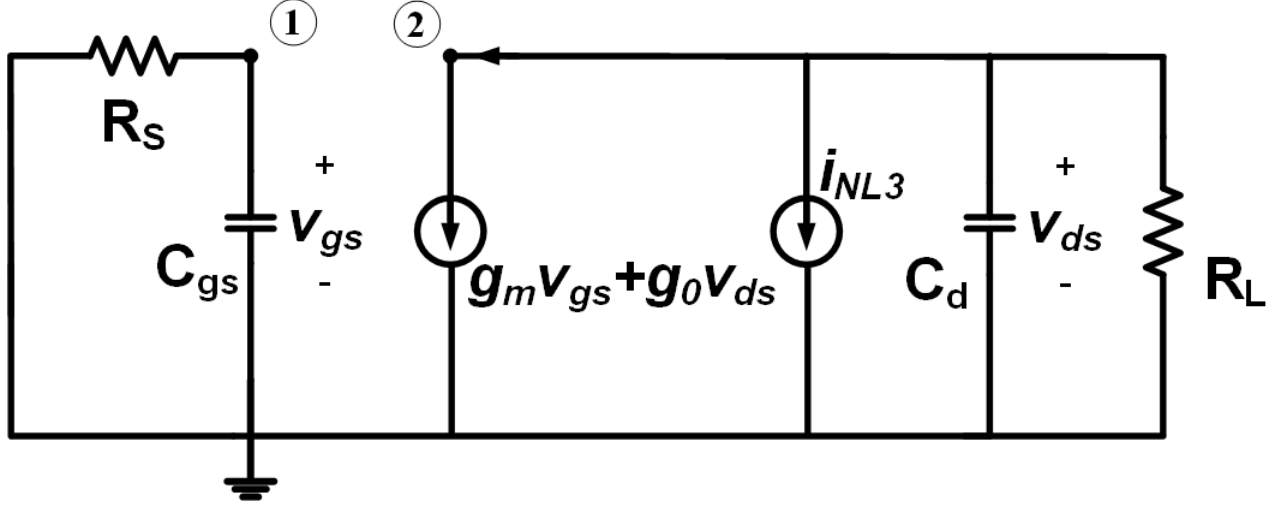 ① ②
R_S
+ i_NL3 +
C_gs v_gs v_ds
- g_m v_gs+g_0 v_ds C_d - R_L